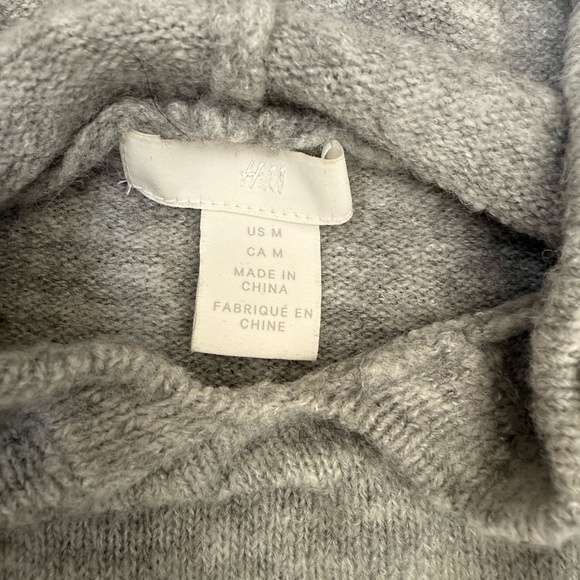 H&M
US M
CA M
MADE IN
CHINA
FABRIQUÉ EN
CHINE